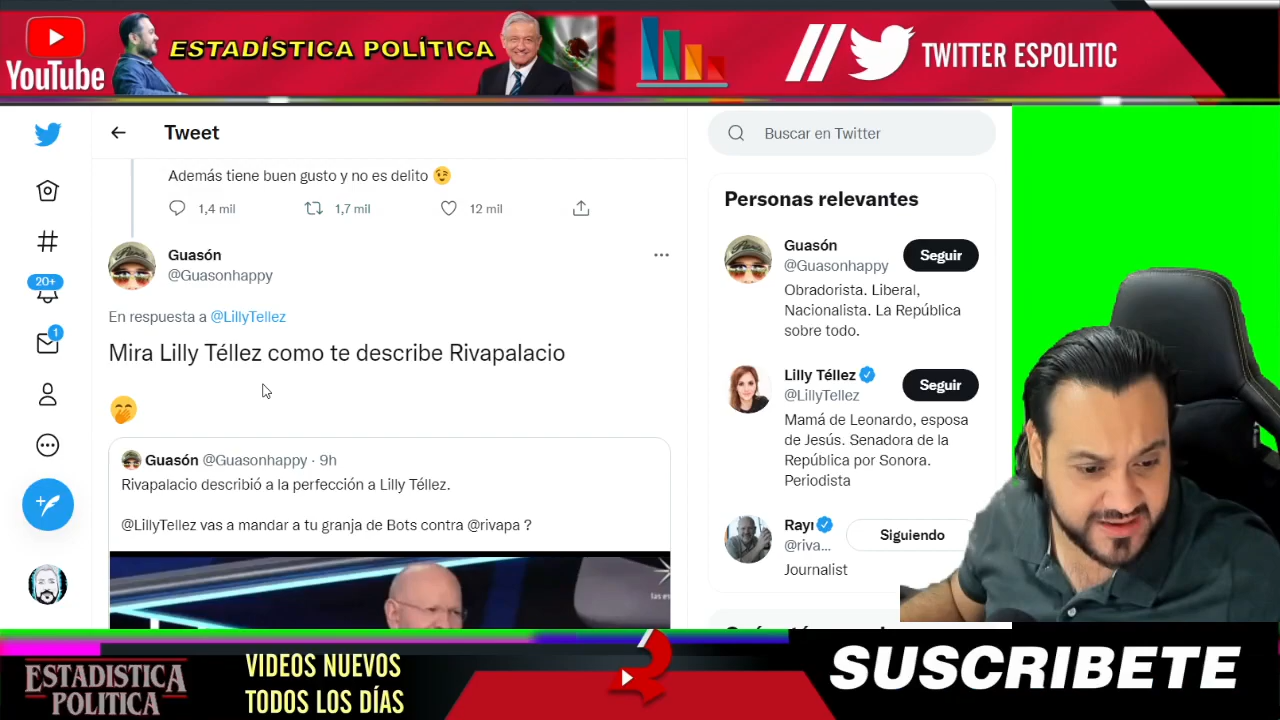 YouTube
ESTADÍSTICA POLÍTICA
TWITTER ESPOLITIC
Tweet
Buscar en Twitter
Además tiene buen gusto y no es delito 😉
1,4 mil
1,7 mil
12 mil
Guasón
@Guasonhappy
En respuesta a @LillyTellez
Mira Lilly Téllez como te describe Rivapalacio
🤭
Guasón @Guasonhappy · 9h
Rivapalacio describió a la perfección a Lilly Téllez.
@LillyTellez vas a mandar a tu granja de Bots contra @rivapa ?
20+
1
Personas relevantes
Guasón
@Guasonhappy
Seguir
Obradorista. Liberal,
Nacionalista. La República
sobre todo.
Lilly Téllez
@LillyTellez
Seguir
Mamá de Leonardo, esposa
de Jesús. Senadora de la
República por Sonora.
Periodista
@riva...
Siguiendo
Journalist
ESTADISTICA
POLÍTICA
VIDEOS NUEVOS
TODOS LOS DÍAS
SUSCRIBETE